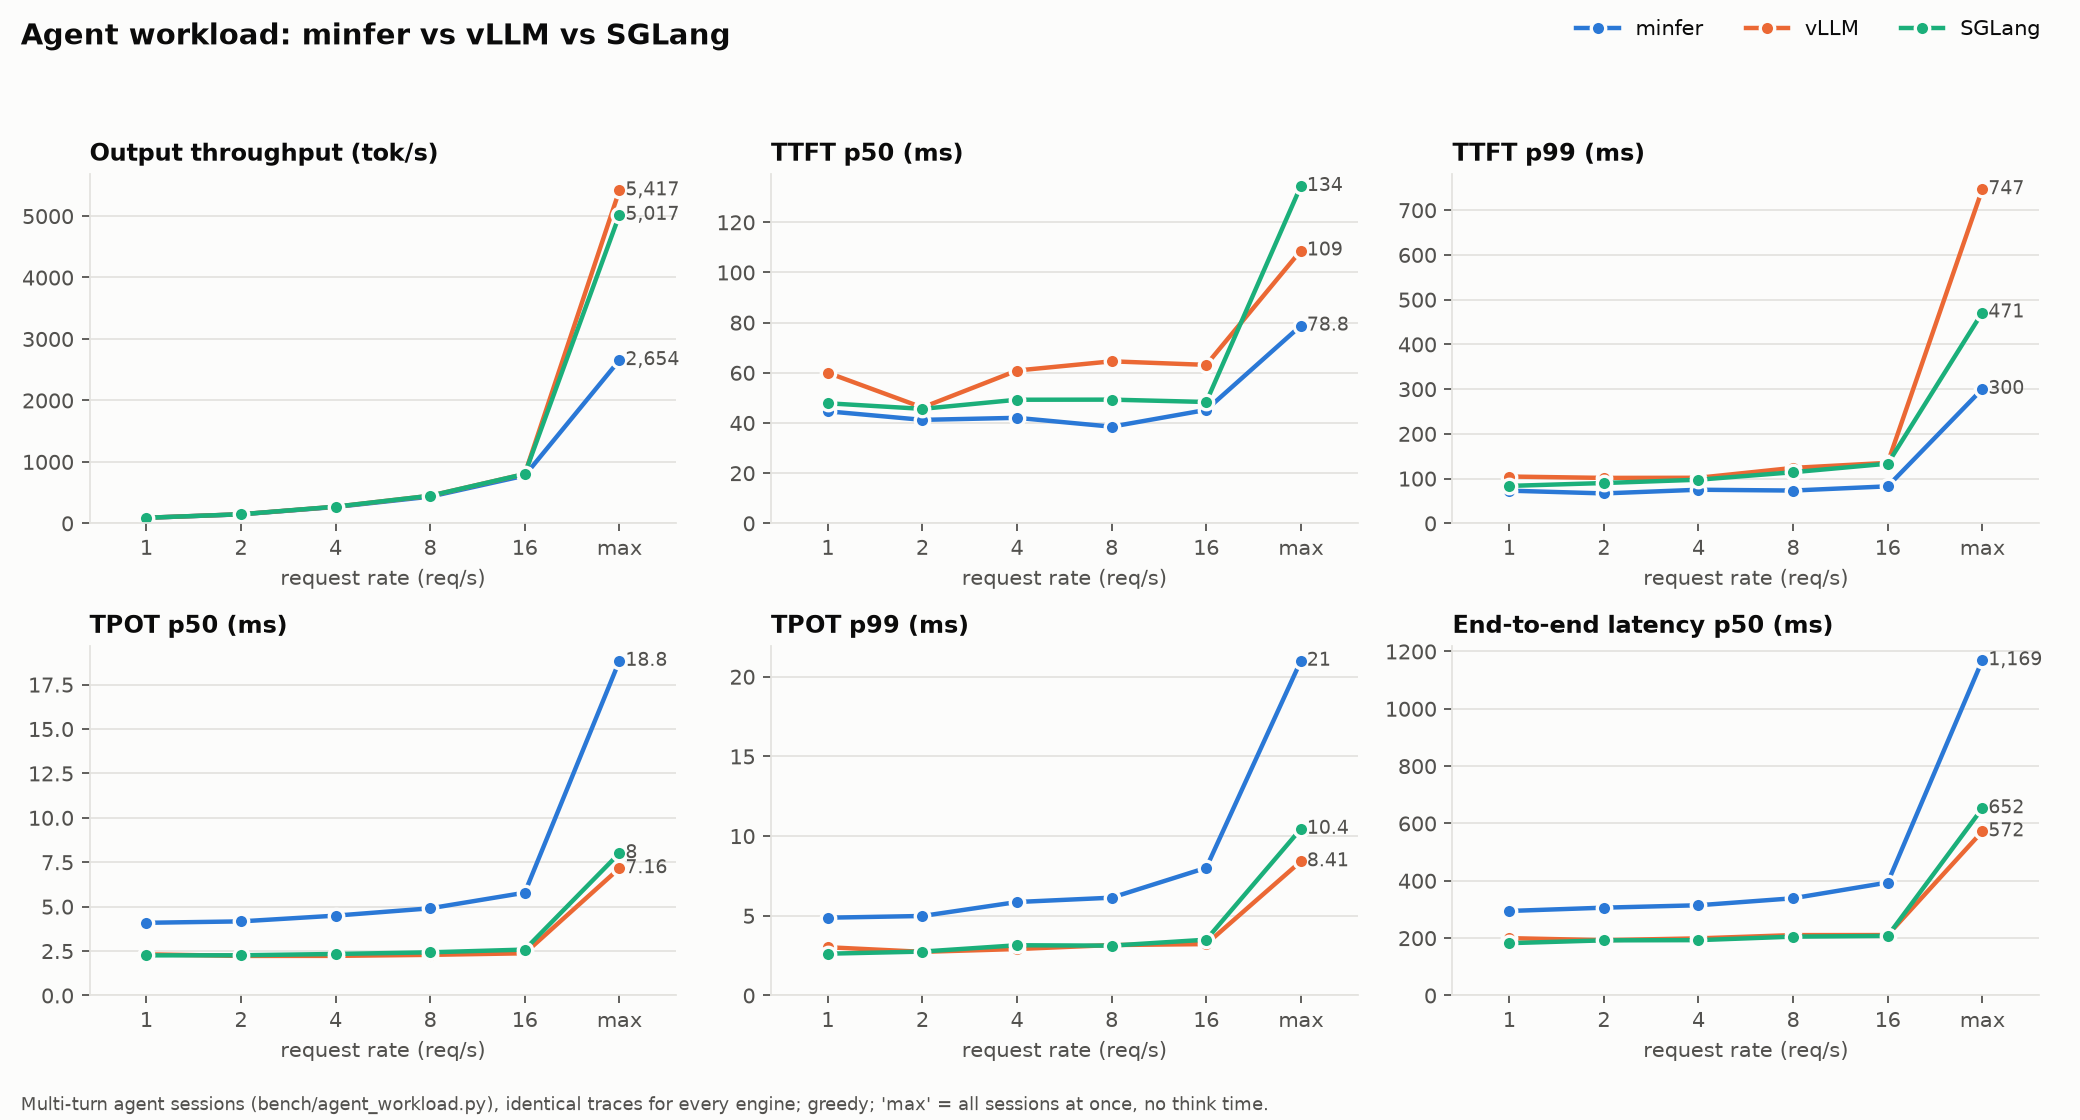 Agent workload: minfer vs vLLM vs SGLang
minfer
vLLM
SGLang
Output throughput (tok/s)
5000
4000
3000
2000
1000
0
5,417
5,017
2,654
1 2 4 8 16 max
request rate (req/s)
TTFT p50 (ms)
120
100
80
60
40
20
0
134
109
78.8
1 2 4 8 16 max
request rate (req/s)
TTFT p99 (ms)
700
600
500
400
300
200
100
0
747
471
300
1 2 4 8 16 max
request rate (req/s)
TPOT p50 (ms)
17.5
15.0
12.5
10.0
7.5
5.0
2.5
0.0
18.8
8
7.16
1 2 4 8 16 max
request rate (req/s)
TPOT p99 (ms)
20
15
10
5
0
21
10.4
8.41
1 2 4 8 16 max
request rate (req/s)
End-to-end latency p50 (ms)
1200
1000
800
600
400
200
0
1,169
652
572
1 2 4 8 16 max
request rate (req/s)
Multi-turn agent sessions (bench/agent_workload.py), identical traces for every engine; greedy; 'max' = all sessions at once, no think time.